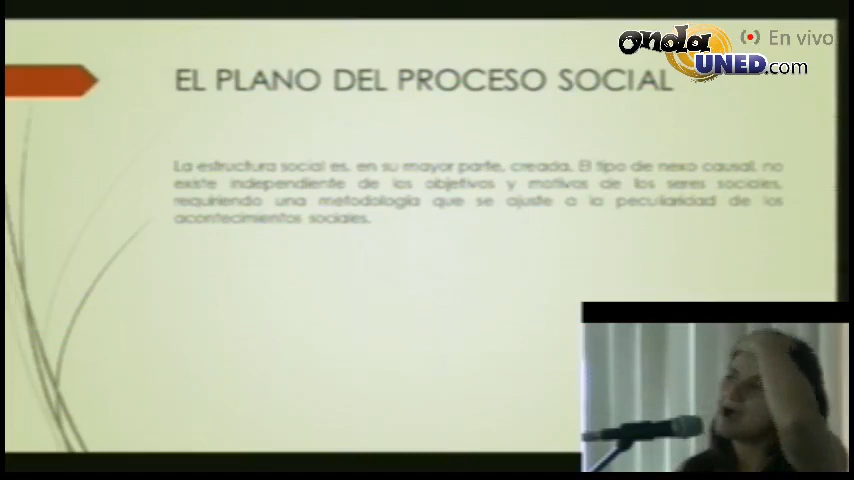 onda
UNED.com
En vivo
EL PLANO DEL PROCESO SOCIAL
La estructura social es, en su mayor parte, creada. El tipo de nexo causal, no
existe independiente de los objetivos y motivos de los seres sociales,
requiriendo una metodología que se ajuste a la peculiaridad de los
acontecimientos sociales.